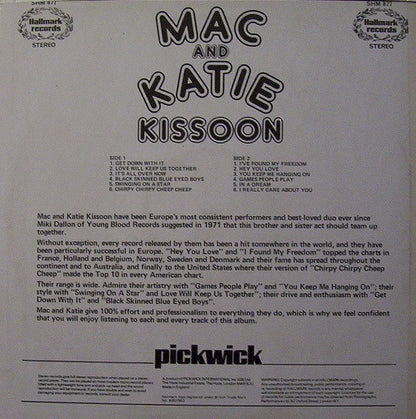 SHM 877
SHM 877
Hallmark records
STEREO
Hallmark records
STEREO
MAC
AND
KATIE
KISSOON
SIDE 1
1. GET DOWN WITH IT
2. LOVE WILL KEEP US TOGETHER
3. IT'S ALL OVER NOW
4. BLACK SKINNED BLUE EYED BOYS
5. SWINGING ON A STAR
6. CHIRPY CHIRPY CHEEP CHEEP
SIDE 2
1. I'VE FOUND MY FREEDOM
2. HEY YOU LOVE
3. YOU KEEP ME HANGING ON
4. GAMES PEOPLE PLAY
5. IN A DREAM
6. I REALLY CARE ABOUT YOU
Mac and Katie Kissoon have been Europe's most consistent performers and best-loved duo ever since
Miki Dallon of Young Blood Records suggested in 1971 that this brother and sister act should team up
together.
Without exception, every record released by them has been a hit somewhere in the world, and they have
been particularly successful in Europe. "Hey You Love" and "I Found My Freedom" topped the charts in
France, Holland and Belgium, Norway, Sweden and Denmark and their fame has spread throughout the
continent and to Australia, and finally to the United States where their version of "Chirpy Chirpy Cheep
Cheep" made the Top 10 in every American chart.
Their range is wide. Admire their artistry with "Games People Play" and "You Keep Me Hanging On"; their
style with "Swinging On A Star" and Love Will Keep Us Together"; their drive and enthusiasm with "Get
Down With It" and "Black Skinned Blue Eyed Boys".
Mac and Katie give 100% effort and professionalism to everything they do, which is why we feel confident
that you will enjoy listening to each and every track of this album.
pickwick